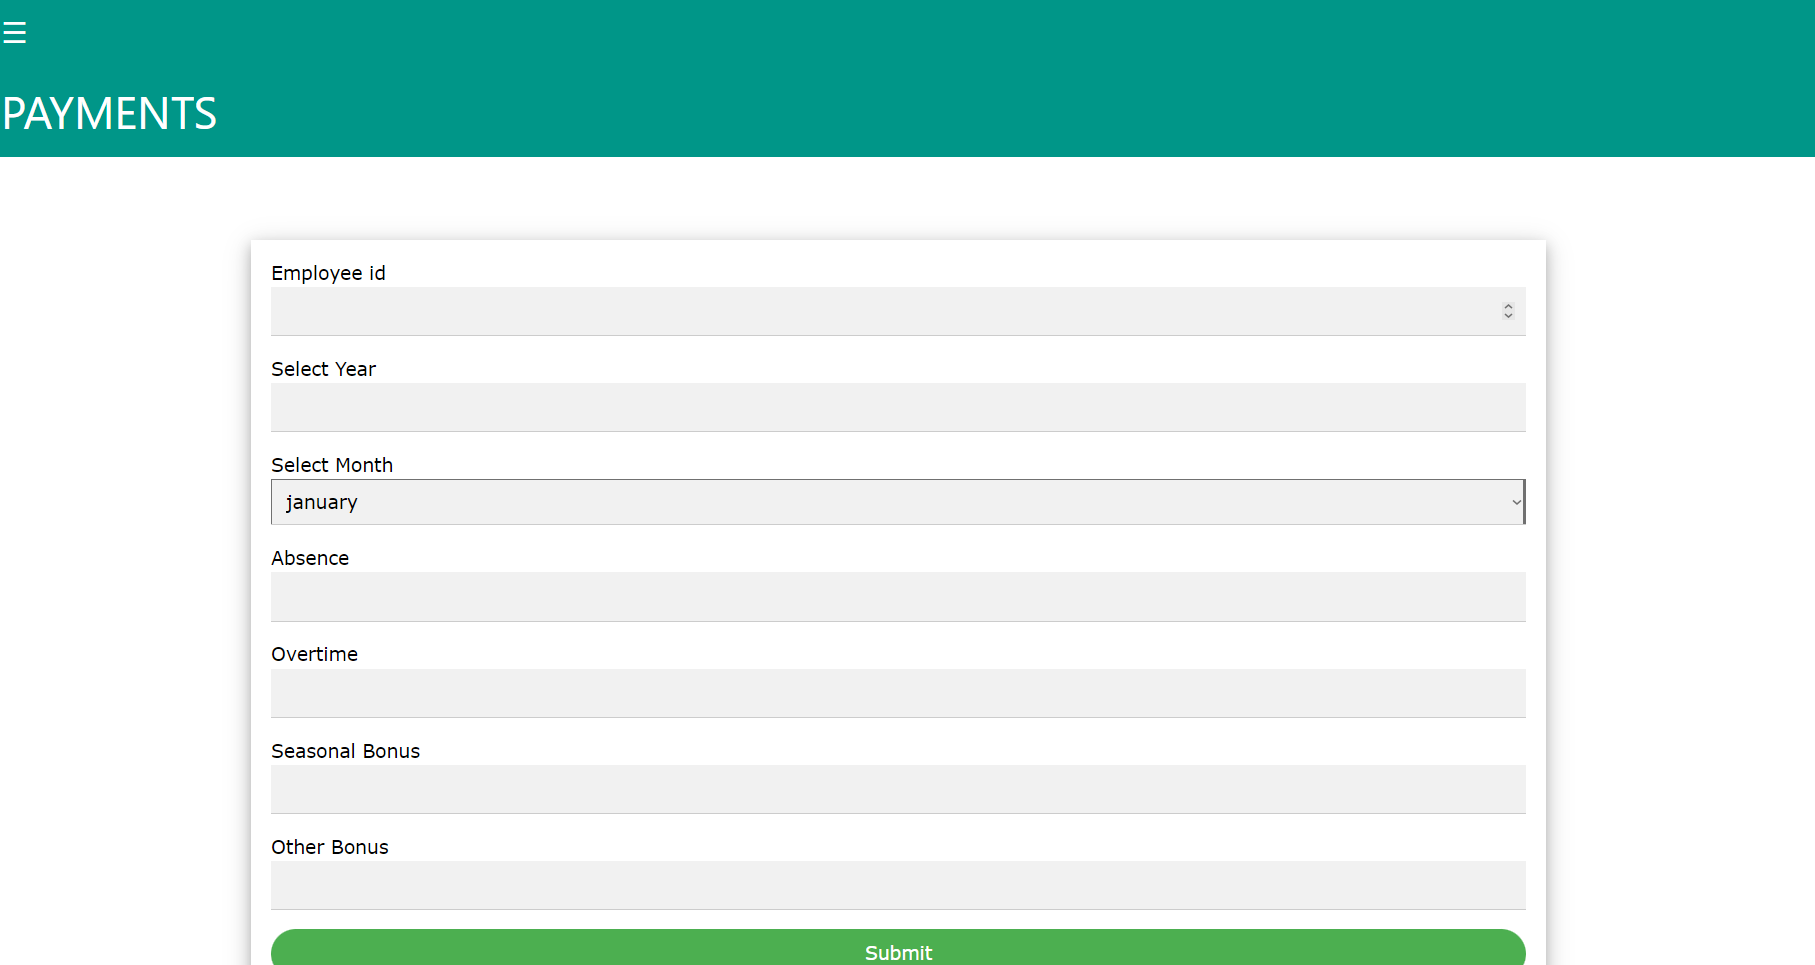 ☰
PAYMENTS
Employee id
Select Year
Select Month
january
Absence
Overtime
Seasonal Bonus
Other Bonus
Submit